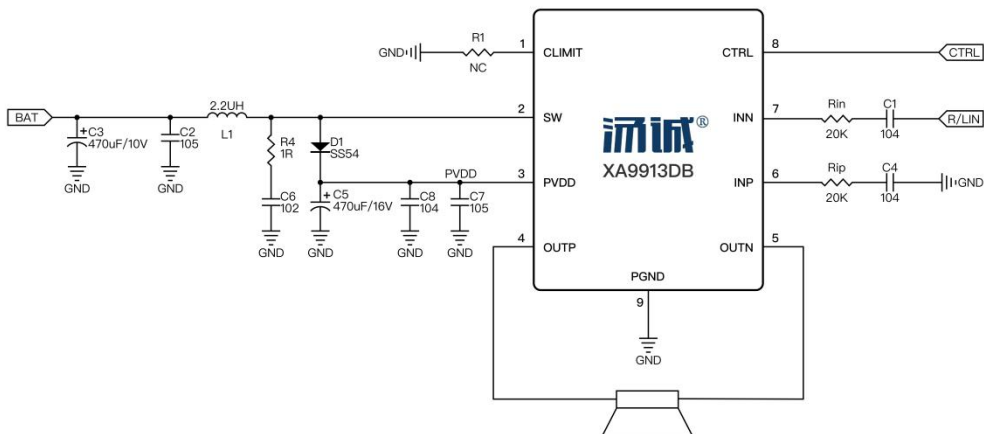 R1
NC
GND
1
CLIMIT
CTRL
8
CTRL
BAT
2.2UH
L1
2
SW
INN
7
Rin
20K
C1
104
R/LIN
C3
470uF/10V
GND
C2
105
GND
R4
1R
D1
SS54
汤诚®
XA9913DB
PVDD
3
PVDD
INP
6
Rip
20K
C4
104
GND
C6
102
GND
+C5
470uF/16V
GND
C8
104
GND
C7
105
GND
4
OUTP
OUTN
5
PGND
9
GND